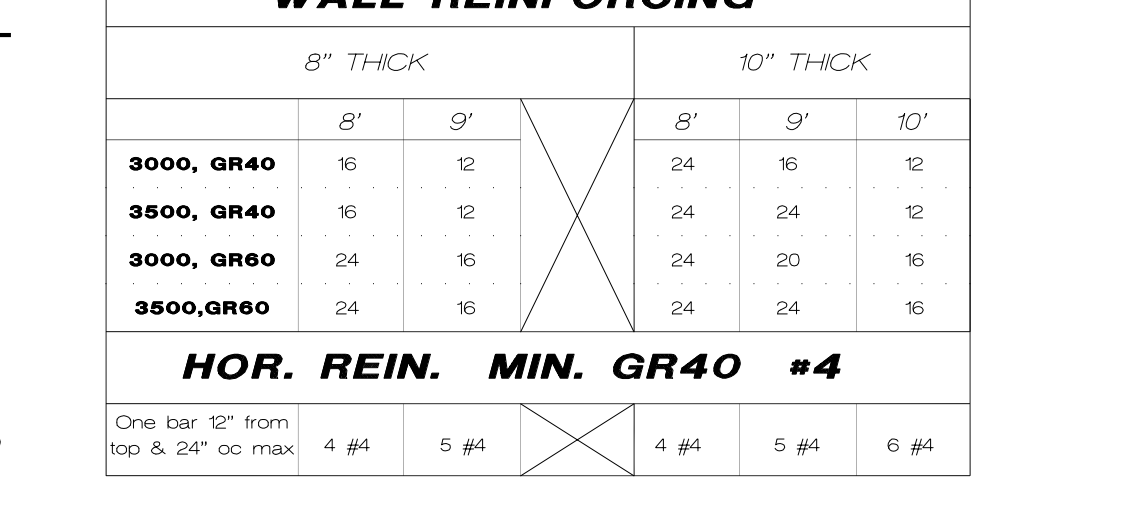 WALL REINFORCING
8” THICK 10” THICK
8’ 9’ 8’ 9’ 10’
3000, GR40 16 12 24 16 12
3500, GR40 16 12 24 24 12
3000, GR60 24 16 24 20 16
3500,GR60 24 16 24 24 16
HOR. REIN. MIN. GR40 #4
One bar 12” from
top & 24” oc max 4 #4 5 #4 4 #4 5 #4 6 #4